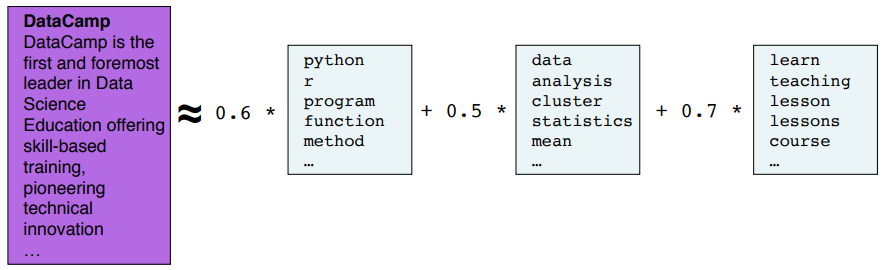 DataCamp
DataCamp is the
first and foremost
leader in Data
Science
Education offering
skill-based
training,
pioneering
technical
innovation
…
≈ 0.6 *
python
r
program
function
method
…
+ 0.5 *
data
analysis
cluster
statistics
mean
…
+ 0.7 *
learn
teaching
lesson
lessons
course
…